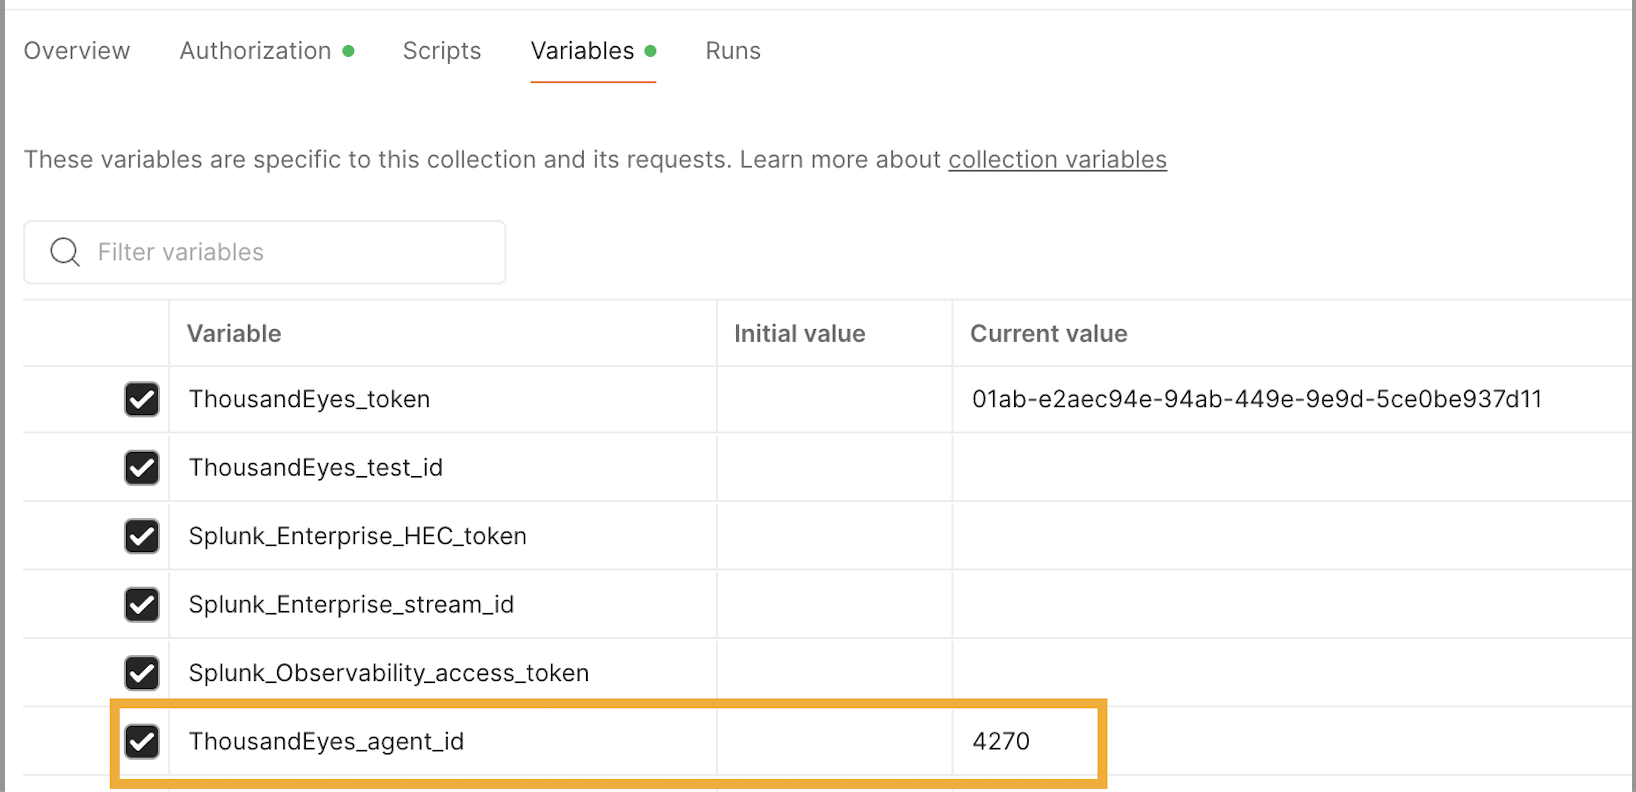 Overview Authorization Scripts Variables Runs
These variables are specific to this collection and its requests. Learn more about collection variables
Filter variables
Variable Initial value Current value
ThousandEyes_token 01ab-e2aec94e-94ab-449e-9e9d-5ce0be937d11
ThousandEyes_test_id
Splunk_Enterprise_HEC_token
Splunk_Enterprise_stream_id
Splunk_Observability_access_token
ThousandEyes_agent_id 4270